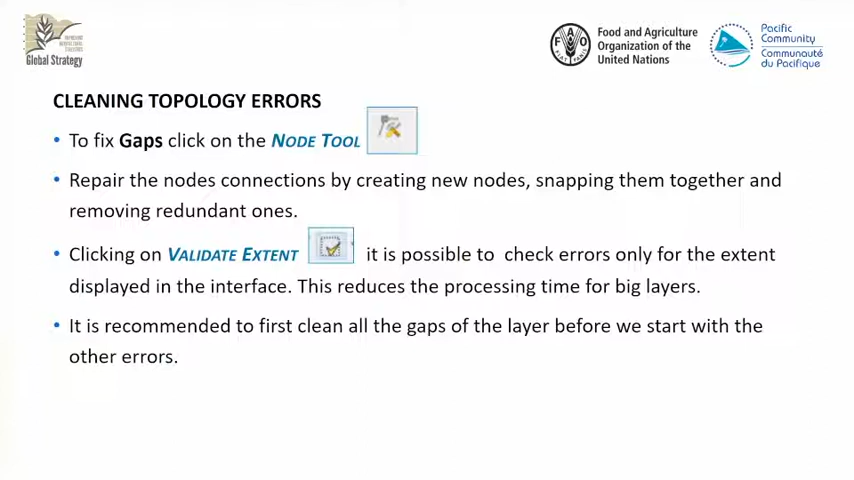 Global Strategy
Food and Agriculture
Organization of the
United Nations
Pacific
Community
Communauté
du Pacifique
CLEANING TOPOLOGY ERRORS
• To fix Gaps click on the NODE TOOL
• Repair the nodes connections by creating new nodes, snapping them together and
removing redundant ones.
• Clicking on VALIDATE EXTENT it is possible to check errors only for the extent
displayed in the interface. This reduces the processing time for big layers.
• It is recommended to first clean all the gaps of the layer before we start with the
other errors.